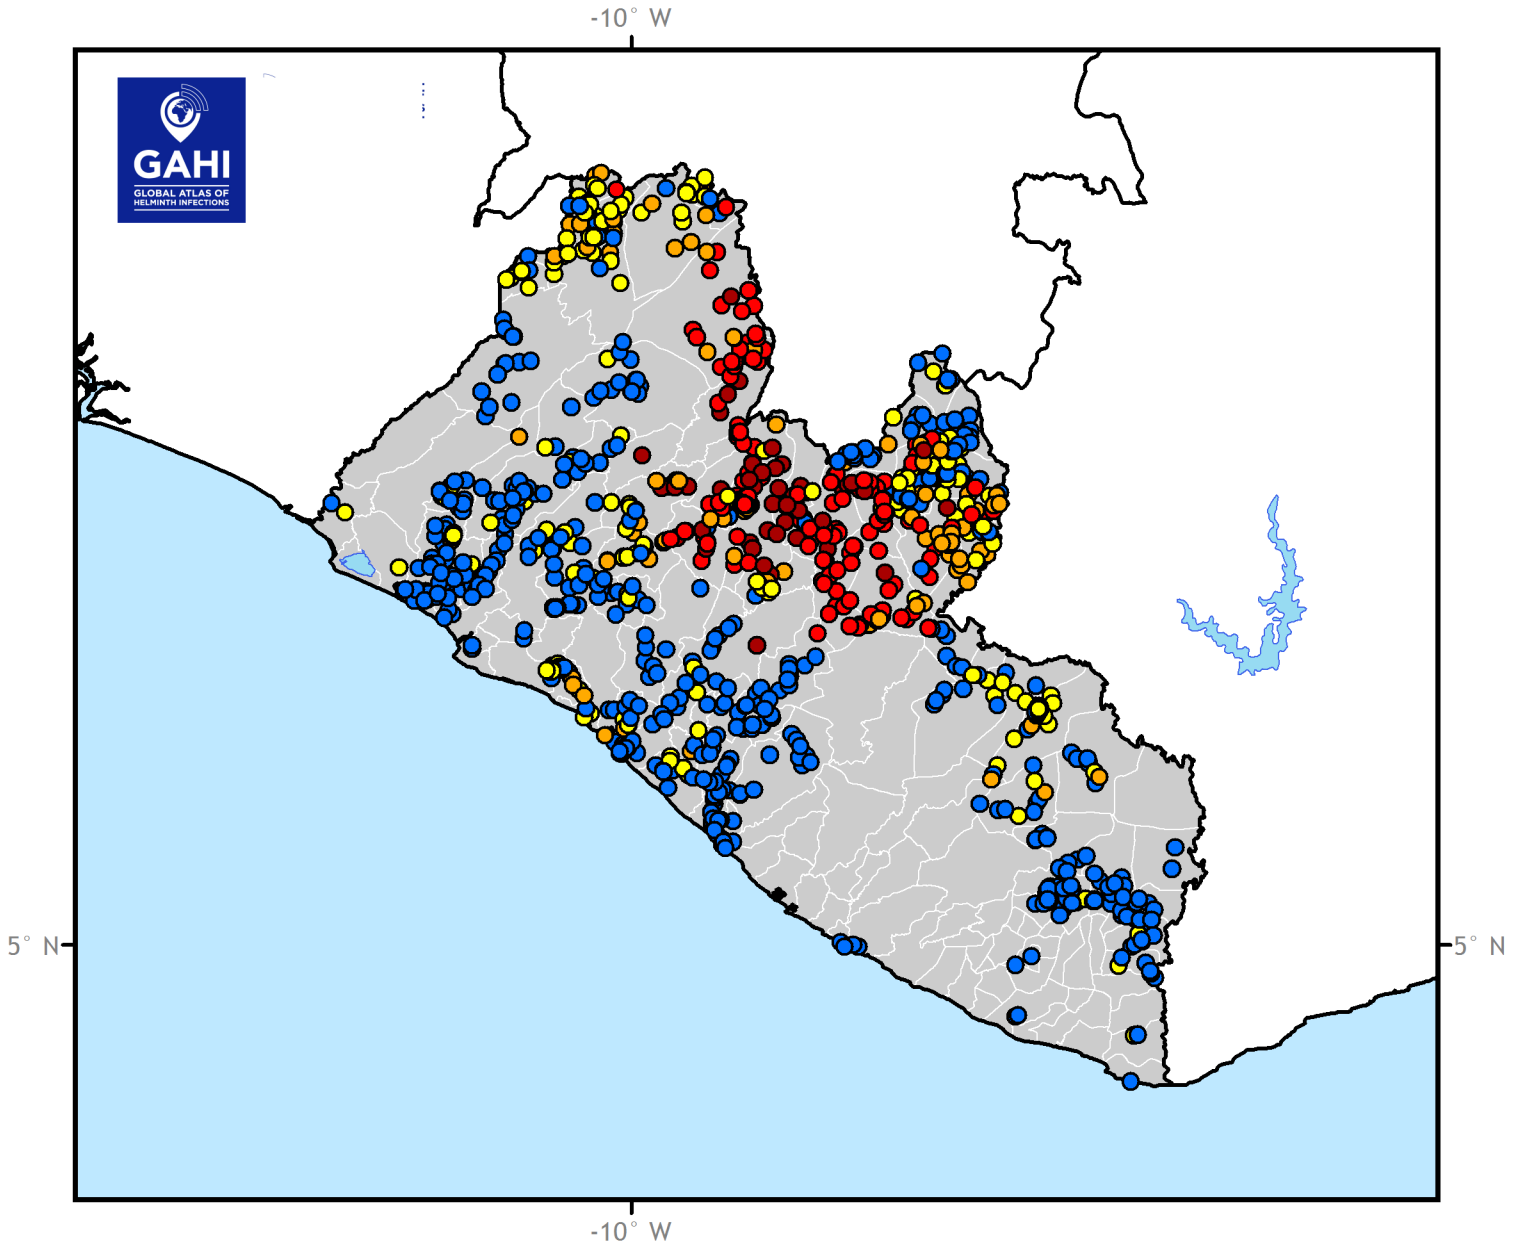 -10° W
GAHI
GLOBAL ATLAS OF
HELMINTH INFECTIONS
5° N
5° N
-10° W